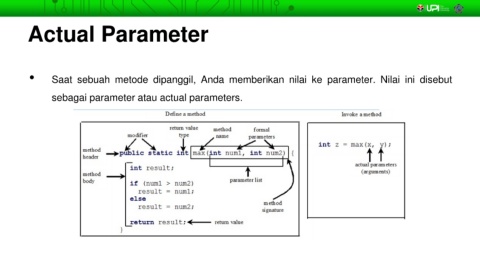 UPI
Actual Parameter
• Saat sebuah metode dipanggil, Anda memberikan nilai ke parameter. Nilai ini disebut
sebagai parameter atau actual parameters.
Define a method
Invoke a method
modifier
return value
type
method
name
formal
parameters
method
header
public static int max(int num1, int num2) {
method
body
int result;
parameter list
if (num1 > num2)
result = num1;
else
result = num2;
method
signature
return result;
return value
}
int z = max(x, y);
actual parameters
(arguments)